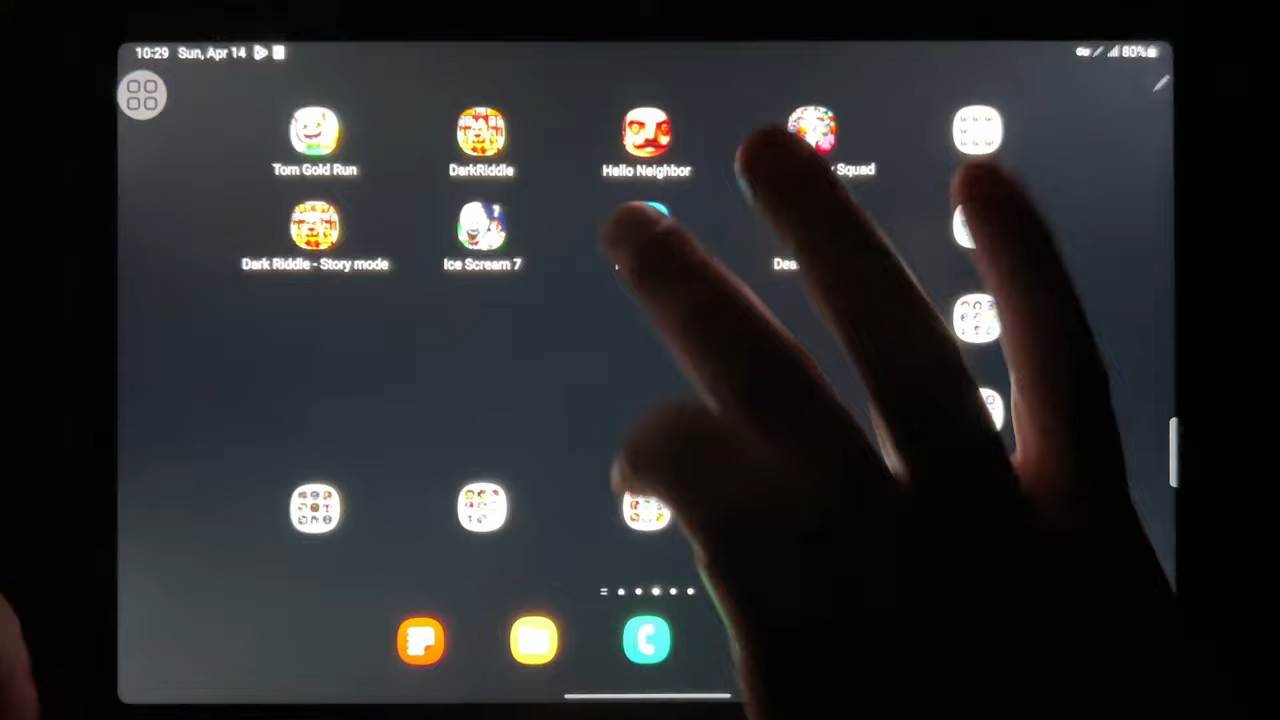 10:29 Sun, Apr 14
80%
Tom Gold Run
DarkRiddle
Hello Neighbor
Squad
Dark Riddle - Story mode
Ice Scream 7